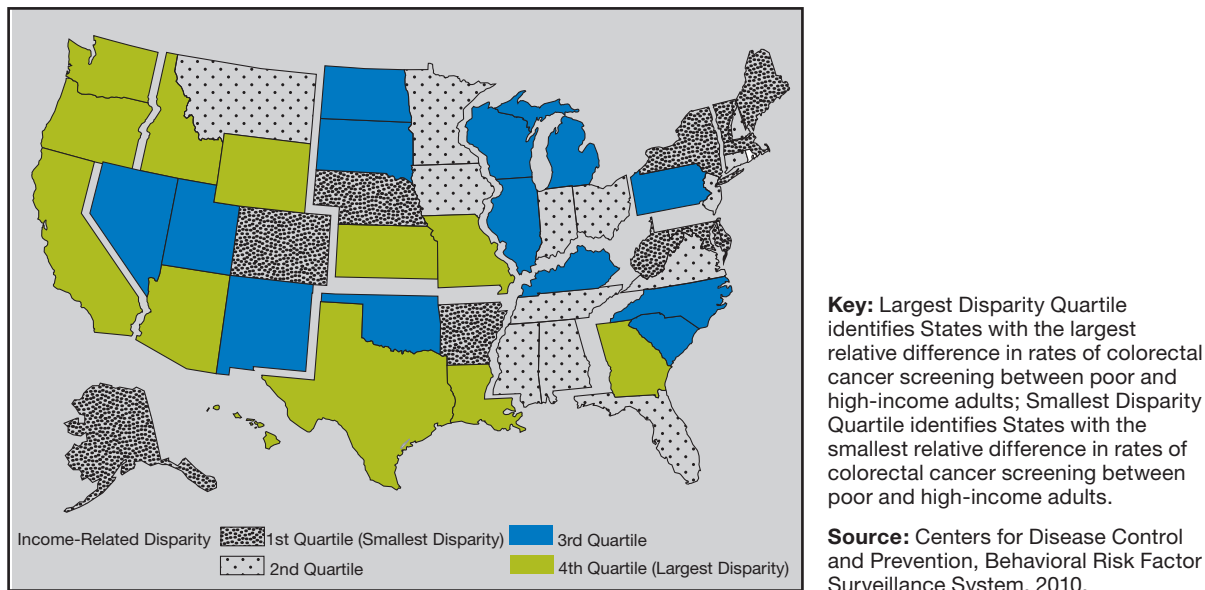 Income-Related Disparity
1st Quartile (Smallest Disparity)
3rd Quartile
2nd Quartile
4th Quartile (Largest Disparity)
Key: Largest Disparity Quartile
identifies States with the largest
relative difference in rates of colorectal
cancer screening between poor and
high-income adults; Smallest Disparity
Quartile identifies States with the
smallest relative difference in rates of
colorectal cancer screening between
poor and high-income adults.
Source: Centers for Disease Control
and Prevention, Behavioral Risk Factor
Surveillance System, 2010.